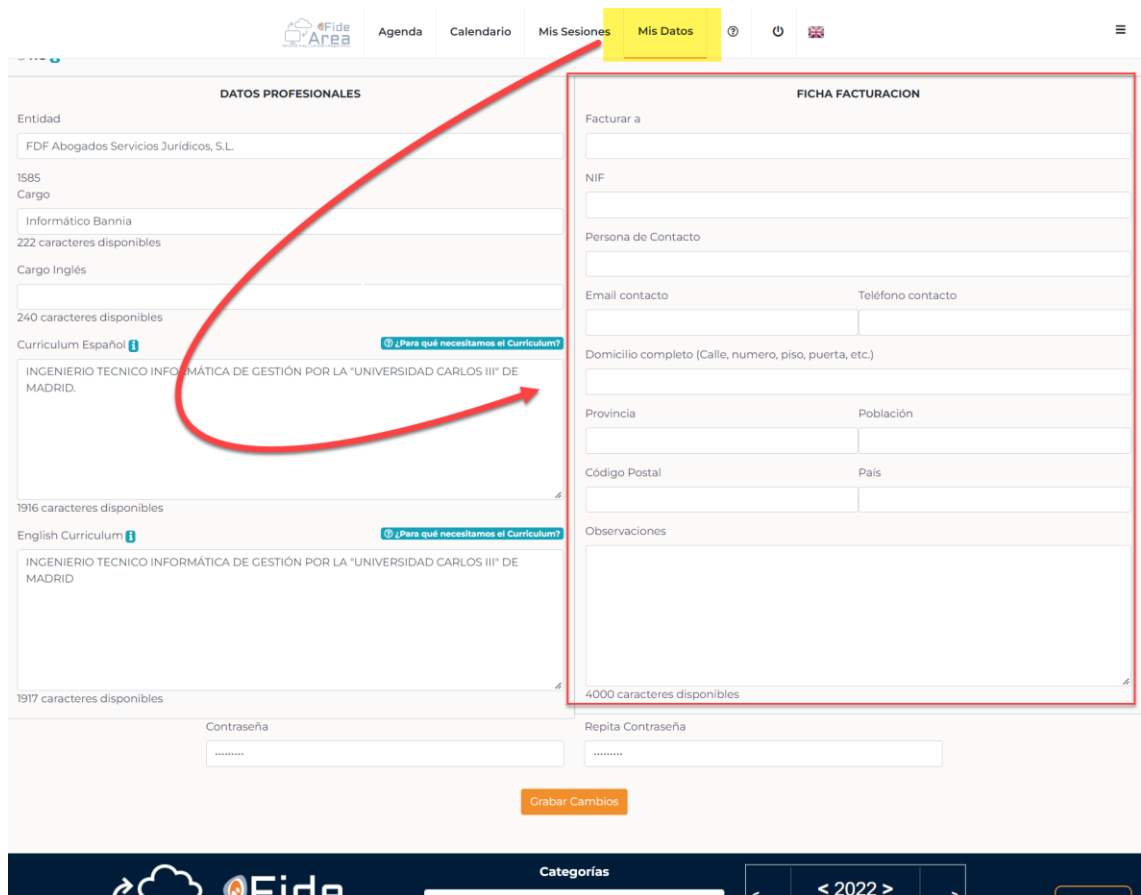 Fide
Area
Agenda
Calendario
Mis Sesiones
Mis Datos
DATOS PROFESIONALES
Entidad
FDF Abogados Servicios Jurídicos, S.L.
1585
Cargo
Informático Bannia
222 caracteres disponibles
Cargo Inglés
240 caracteres disponibles
Curriculum Español
¿Para qué necesitamos el Curriculum?
INGENIERIO TECNICO INFORMÁTICA DE GESTIÓN POR LA "UNIVERSIDAD CARLOS III" DE
MADRID.
1916 caracteres disponibles
English Curriculum
¿Para qué necesitamos el Curriculum?
INGENIERIO TECNICO INFORMÁTICA DE GESTIÓN POR LA "UNIVERSIDAD CARLOS III" DE
MADRID
1917 caracteres disponibles
FICHA FACTURACION
Facturar a
NIF
Persona de Contacto
Email contacto
Teléfono contacto
Domicilio completo (Calle, numero, piso, puerta, etc.)
Provincia
Población
Código Postal
País
Observaciones
4000 caracteres disponibles
Contraseña
Repita Contraseña
Grabar Cambios
Fide
Categorías
< 2022 >